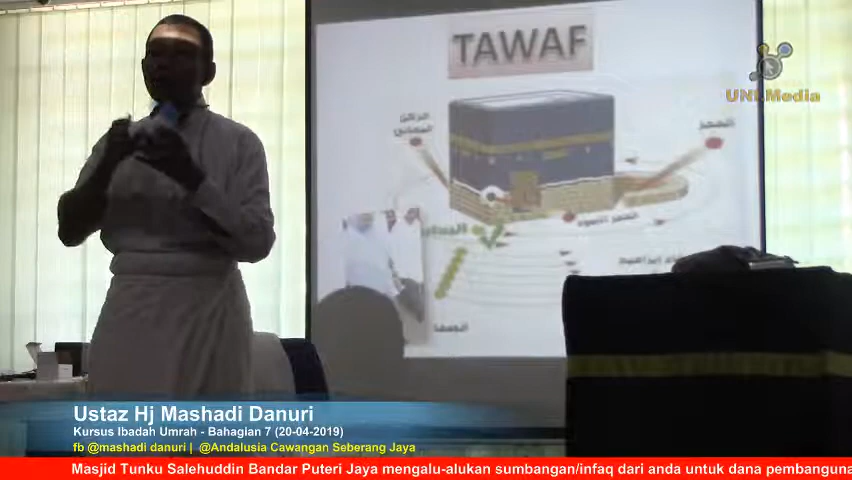 TAWAF
UNI Media
الحجر
Ustaz Hj Mashadi Danuri
Kursus Ibadah Umrah - Bahagian 7 (20-04-2019)
fb @mashadi danuri | @Andalusia Cawangan Seberang Jaya
Masjid Tunku Salehuddin Bandar Puteri Jaya mengalu-alukan sumbangan/infaq dari anda untuk dana pembanguna